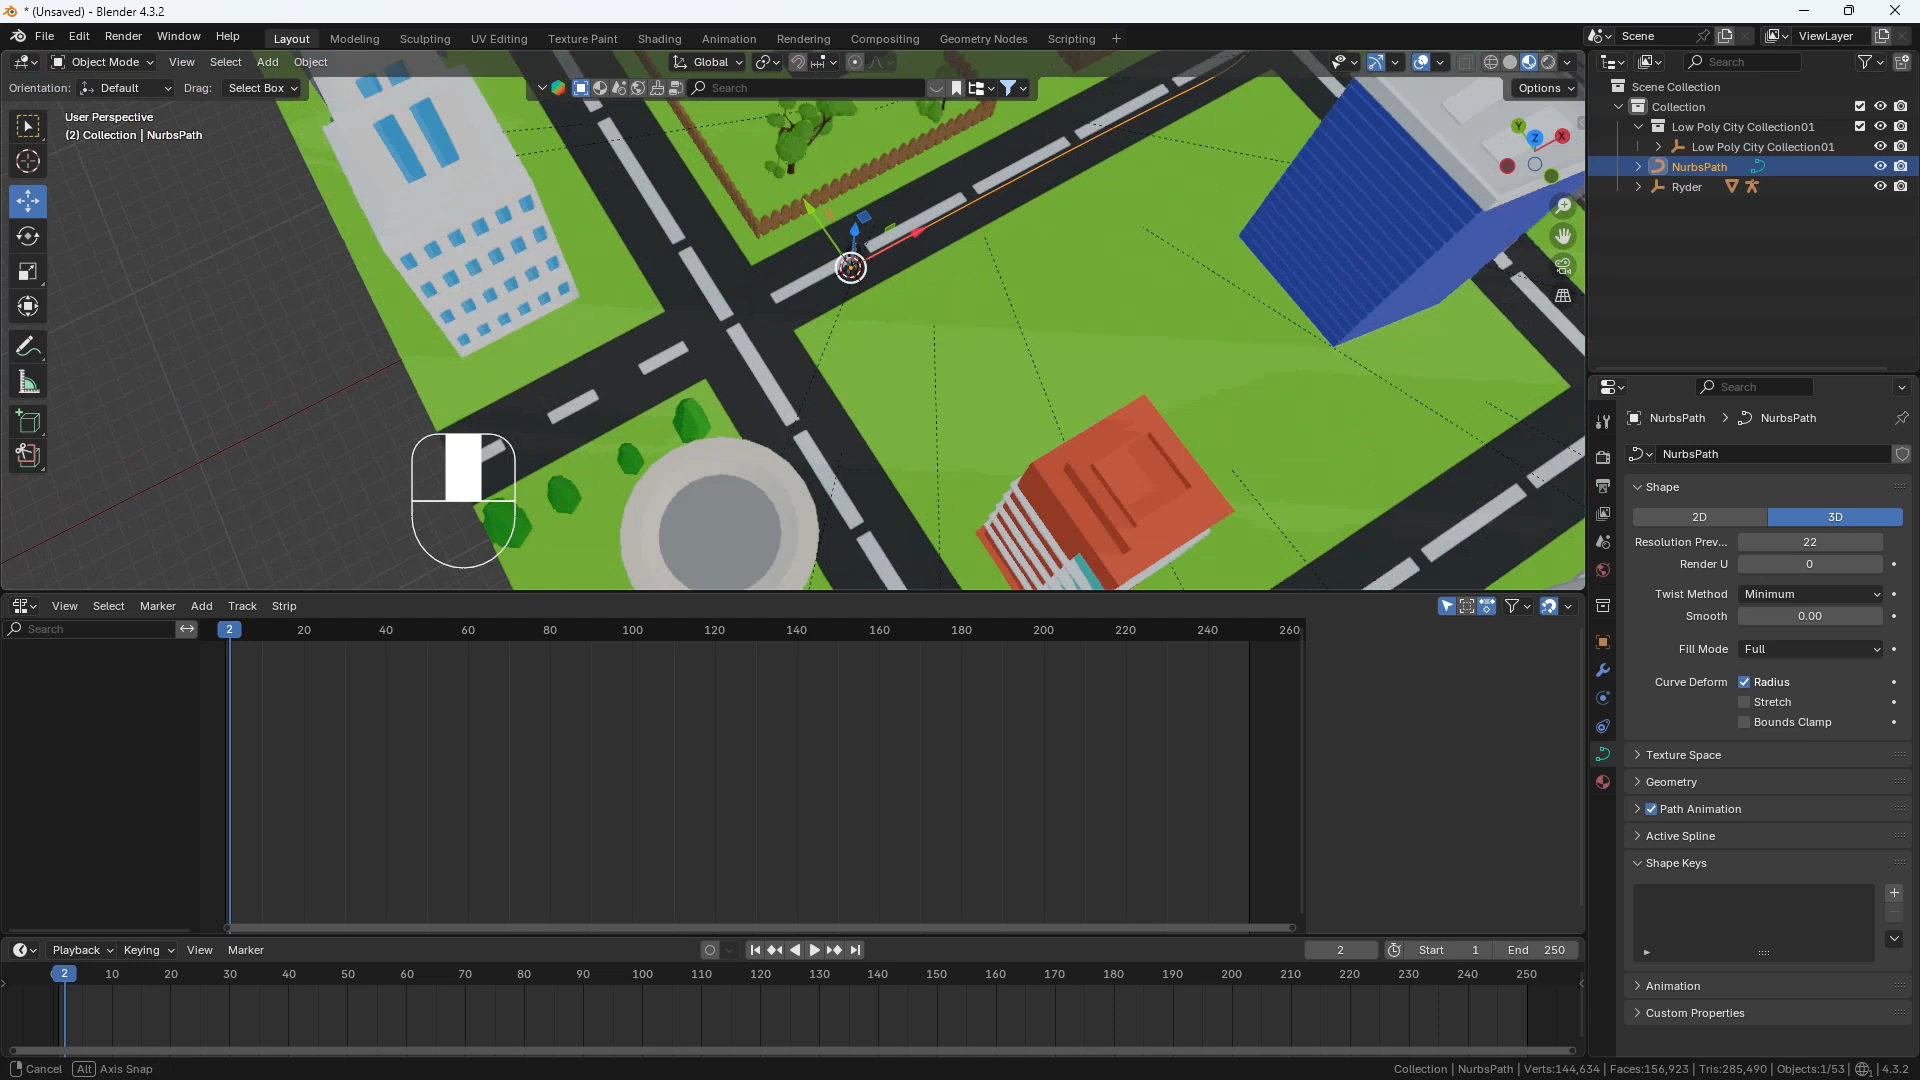 * (Unsaved) - Blender 4.3.2
File Edit Render Window Help
Layout Modeling Sculpting UV Editing Texture Paint Shading Animation Rendering Compositing Geometry Nodes Scripting +
Scene
ViewLayer
Object Mode View Select Add Object
Global
Orientation: Default Drag: Select Box
Search
Options
User Perspective
(2) Collection | NurbsPath
Y X Z
Search
Scene Collection
Collection
Low Poly City Collection01
Low Poly City Collection01
NurbsPath
Ryder
Search
NurbsPath > NurbsPath
NurbsPath
Shape
2D 3D
Resolution Prev... 22
Render U 0
Twist Method Minimum
Smooth 0.00
Fill Mode Full
Curve Deform Radius
Stretch
Bounds Clamp
Texture Space
Geometry
Path Animation
Active Spline
Shape Keys
Animation
Custom Properties
View Select Marker Add Track Strip
Search
2 20 40 60 80 100 120 140 160 180 200 220 240 260
Playback Keying View Marker
2 Start 1 End 250
2 10 20 30 40 50 60 70 80 90 100 110 120 130 140 150 160 170 180 190 200 210 220 230 240 250
Cancel Alt Axis Snap
Collection | NurbsPath | Verts:144,634 | Faces:156,923 | Tris:285,490 | Objects:1/53 | 4.3.2